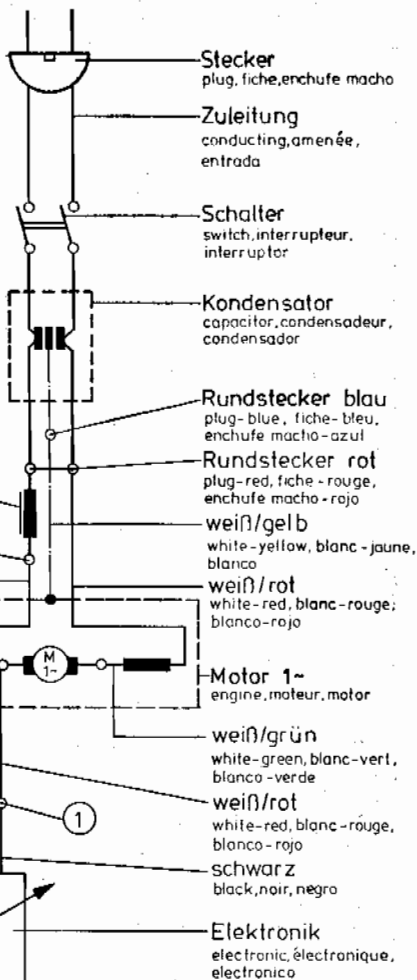 Stecker
plug, fiche, enchufe macho
Zuleitung
conducting, amenée,
entrada
Schalter
switch, interrupteur,
interruptor
Kondensator
capacitor, condensadeur,
condensador
Rundstecker blau
plug-blue, fiche-bleu,
enchufe macho-azul
Rundstecker rot
plug-red, fiche-rouge,
enchufe macho-rojo
weiß/gelb
white-yellow, blanc-jaune,
blanco
weiß/rot
white-red, blanc-rouge,
blanco-rojo
M
1~
Motor 1~
engine, moteur, motor
weiß/grün
white-green, blanc-vert,
blanco-verde
weiß/rot
white-red, blanc-rouge,
blanco-rojo
1
schwarz
black, noir, negro
Elektronik
electronic, électronique,
electronico